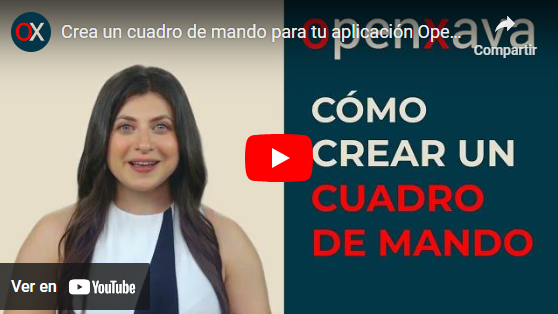 OX
Crea un cuadro de mando para tu aplicación Ope...
openxava
Compartir
CÓMO
CREAR UN
CUADRO
DE MANDO
Ver en YouTube